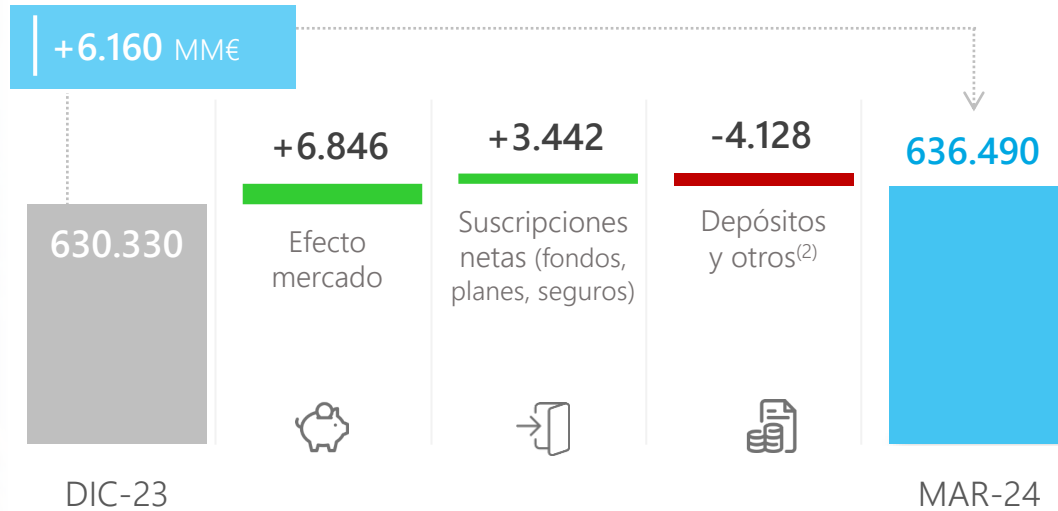 +6.160 MM€
630.330
DIC-23
+6.846
Efecto
mercado
+3.442
Suscripciones
netas (fondos,
planes, seguros)
-4.128
Depósitos
y otros(2)
636.490
MAR-24